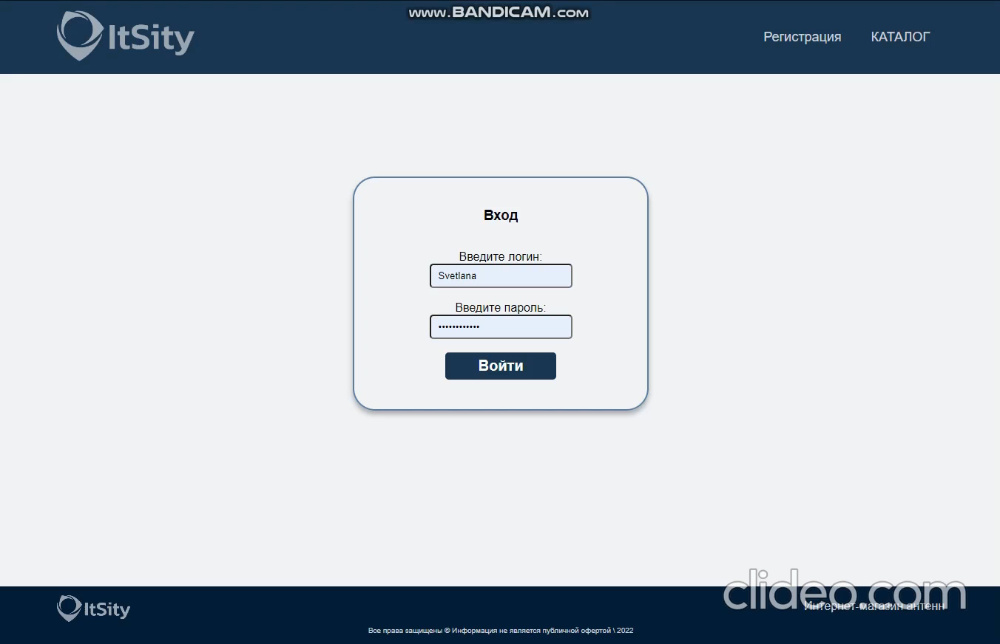 www.BANDICAM.com
ItSity
Регистрация КАТАЛОГ
Вход
Введите логин:
Svetlana
Введите пароль:
••••••••••••
Войти
clideo.com
ItSity
Интернет-магазин антенн
Все права защищены © Информация не является публичной офертой \ 2022